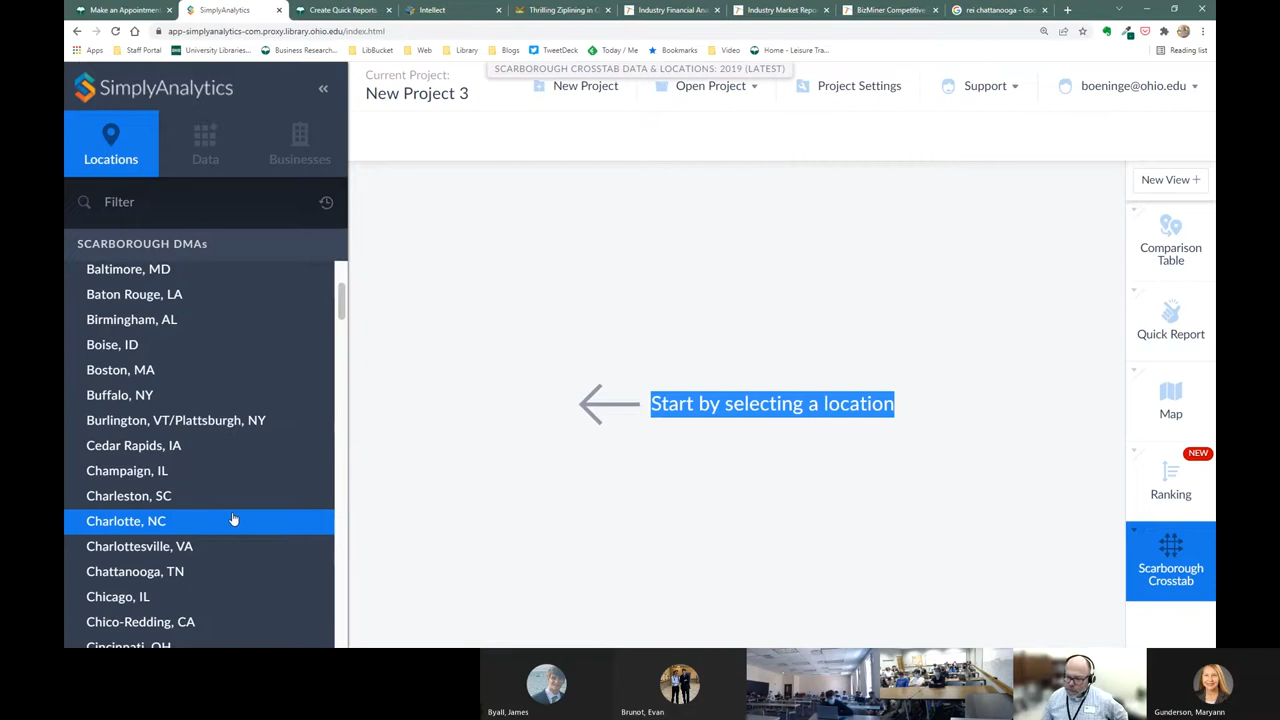 Make an Appointment
SimplyAnalytics
Create Quick Reports
Intellect
Thrilling Ziplining in C
Industry Financial An
Industry Market Repo
BizMiner Competitive
rei chattanooga - Goo
app-simplyanalytics-com.proxy.library.ohio.edu/index.html
Apps
Staff Portal
University Libraries...
Business Research...
LibBucket
Web
Library
Blogs
TweetDeck
Today / Me
Bookmarks
Video
Home – Leisure Tra...
Reading list
SimplyAnalytics
«
Current Project:
New Project 3
SCARBOROUGH CROSSTAB DATA & LOCATIONS: 2019 (LATEST)
New Project
Open Project
Project Settings
Support
boeninge@ohio.edu
Locations
Data
Businesses
Filter
SCARBOROUGH DMAs
Baltimore, MD
Baton Rouge, LA
Birmingham, AL
Boise, ID
Boston, MA
Buffalo, NY
Burlington, VT/Plattsburgh, NY
Cedar Rapids, IA
Champaign, IL
Charleston, SC
Charlotte, NC
Charlottesville, VA
Chattanooga, TN
Chicago, IL
Chico-Redding, CA
Cincinnati, OH
Start by selecting a location
New View +
Comparison
Table
Quick Report
Map
NEW
Ranking
Scarborough
Crosstab
Byall, James
Brunot, Evan
Gunderson, Maryann